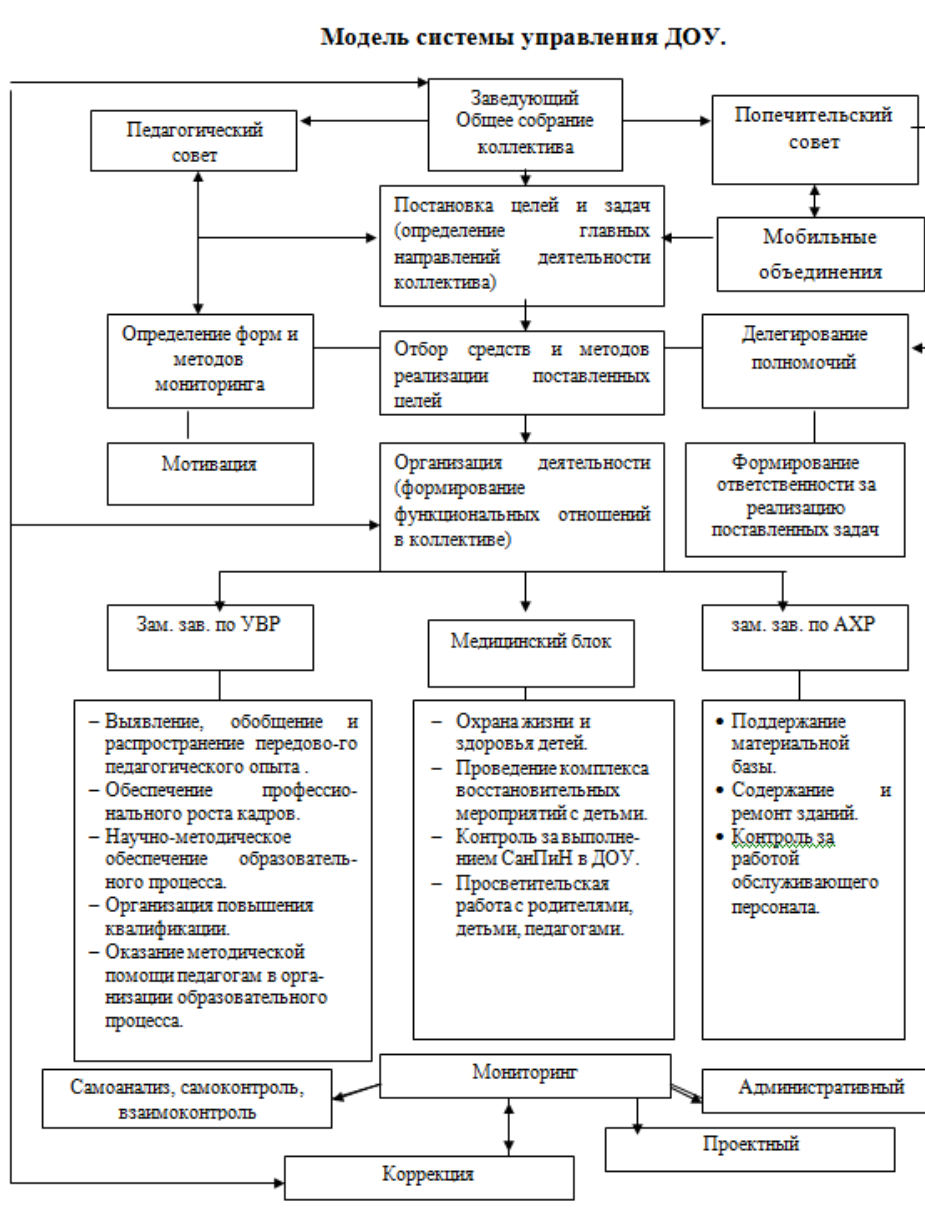 Модель системы управления ДОУ.
Заведующий
Общее собрание
коллектива
Педагогический
совет
Попечительский
совет
Постановка целей и задач
(определение главных
направлений деятельности
коллектива)
Мобильные
объединения
Определение форм и
методов
мониторинга
Отбор средств и методов
реализации поставленных
целей
Делегирование
полномочий
Мотивация
Организация деятельности
(формирование
функциональных отношений
в коллективе)
Формирование
ответственности за
реализацию
поставленных задач
Зам. зав. по УВР
Медицинский блок
зам. зав. по АХР
– Выявление, обобщение и
распространение передово-го
педагогического опыта .
– Обеспечение профессио-
нального роста кадров.
– Научно-методическое
обеспечение образователь-
ного процесса.
– Организация повышения
квалификации.
– Оказание методической
помощи педагогам в орга-
низации образовательного
процесса.
– Охрана жизни и
здоровья детей.
– Проведение комплекса
восстановительных
мероприятий с детьми.
– Контроль за выполне-
нием СанПиН в ДОУ.
– Просветительская
работа с родителями,
детьми, педагогами.
• Поддержание
материальной
базы.
• Содержание и
ремонт зданий.
• Контроль за
работой
обслуживающего
персонала.
Мониторинг
Самоанализ, самоконтроль,
взаимоконтроль
Административный
Проектный
Коррекция